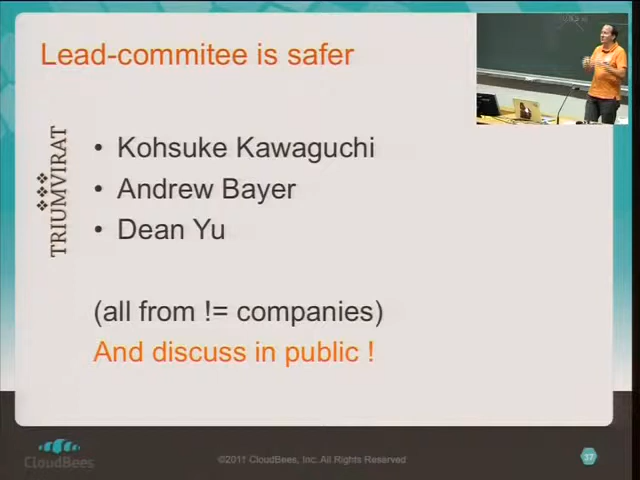 Lead-commitee is safer
TRIUMVIRAT
• Kohsuke Kawaguchi
• Andrew Bayer
• Dean Yu
(all from != companies)
And discuss in public !
CloudBees
©2011 CloudBees, Inc. All Rights Reserved
37